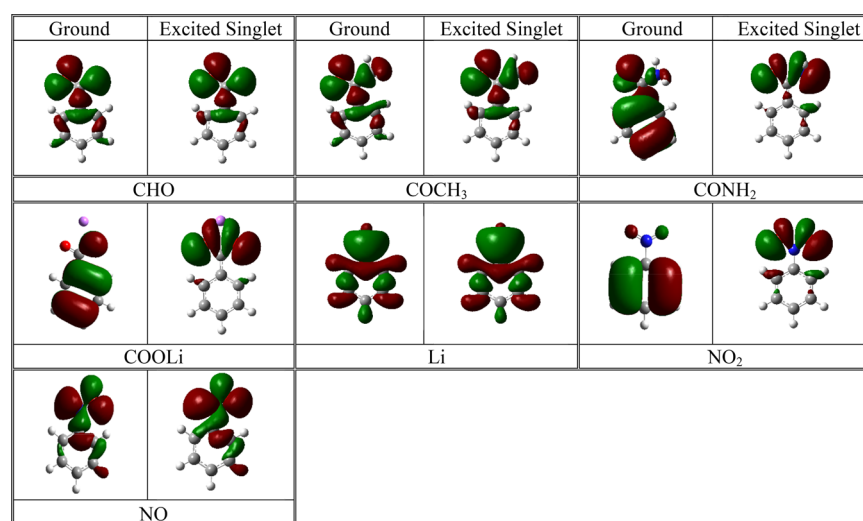 Ground Excited Singlet Ground Excited Singlet Ground Excited Singlet
CHO COCH₃ CONH₂
COOLi Li NO₂
NO